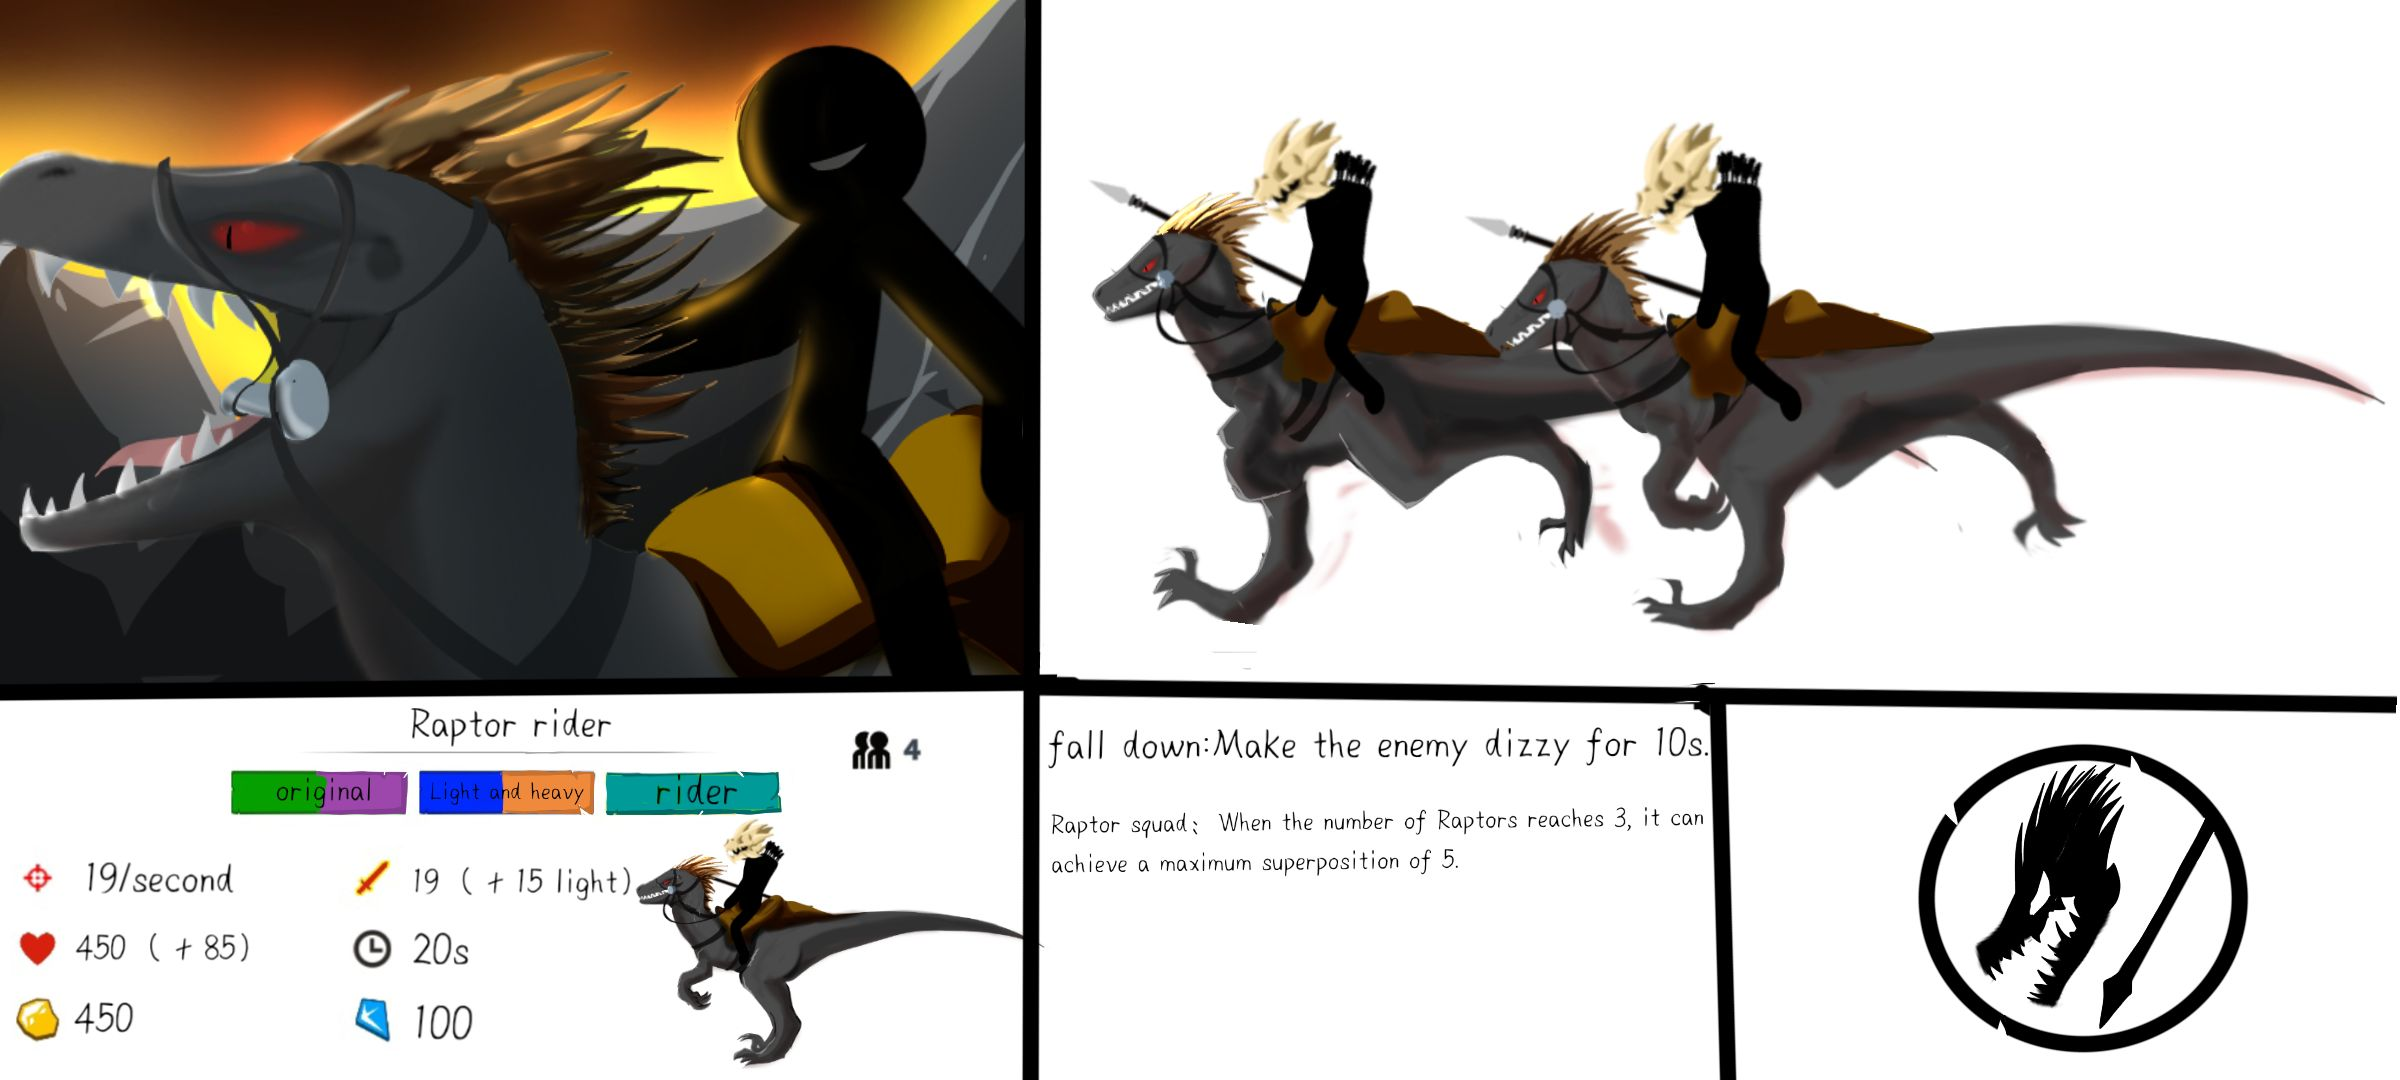 Raptor rider
4
original
Light and heavy
rider
19/second
19 ( + 15 light)
450 ( + 85)
20s
450
100
fall down:Make the enemy dizzy for 10s.
Raptor squad; When the number of Raptors reaches 3, it can
achieve a maximum superposition of 5.